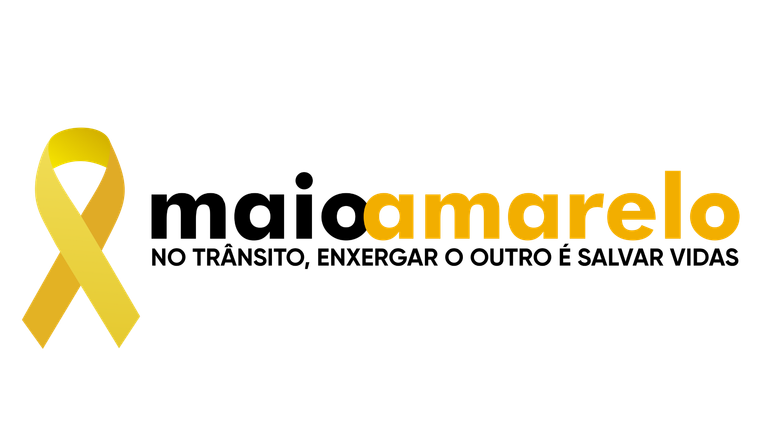 maioamarelo
NO TRÂNSITO, ENXERGAR O OUTRO É SALVAR VIDAS